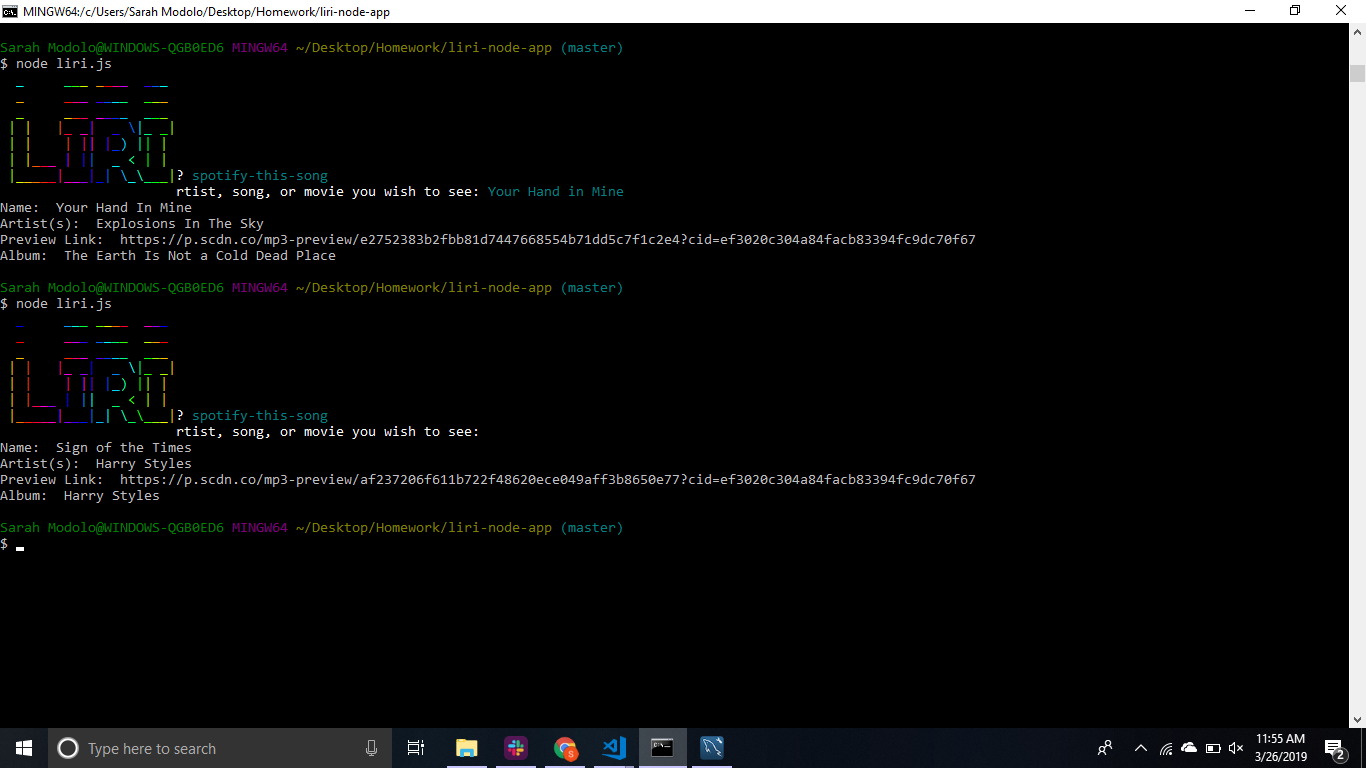 MINGW64:/c/Users/Sarah Modolo/Desktop/Homework/liri-node-app
Sarah Modolo@WINDOWS-QGB0ED6 MINGW64 ~/Desktop/Homework/liri-node-app (master)
$ node liri.js
LIRI
? spotify-this-song
rtist, song, or movie you wish to see: Your Hand in Mine
Name:  Your Hand In Mine
Artist(s):  Explosions In The Sky
Preview Link:  https://p.scdn.co/mp3-preview/e2752383b2fbb81d7447668554b71dd5c7f1c2e4?cid=ef3020c304a84facb83394fc9dc70f67
Album:  The Earth Is Not a Cold Dead Place
Sarah Modolo@WINDOWS-QGB0ED6 MINGW64 ~/Desktop/Homework/liri-node-app (master)
$ node liri.js
LIRI
? spotify-this-song
rtist, song, or movie you wish to see:
Name:  Sign of the Times
Artist(s):  Harry Styles
Preview Link:  https://p.scdn.co/mp3-preview/af237206f611b722f48620ece049aff3b8650e77?cid=ef3020c304a84facb83394fc9dc70f67
Album:  Harry Styles
Sarah Modolo@WINDOWS-QGB0ED6 MINGW64 ~/Desktop/Homework/liri-node-app (master)
$
Type here to search
11:55 AM
3/26/2019
2